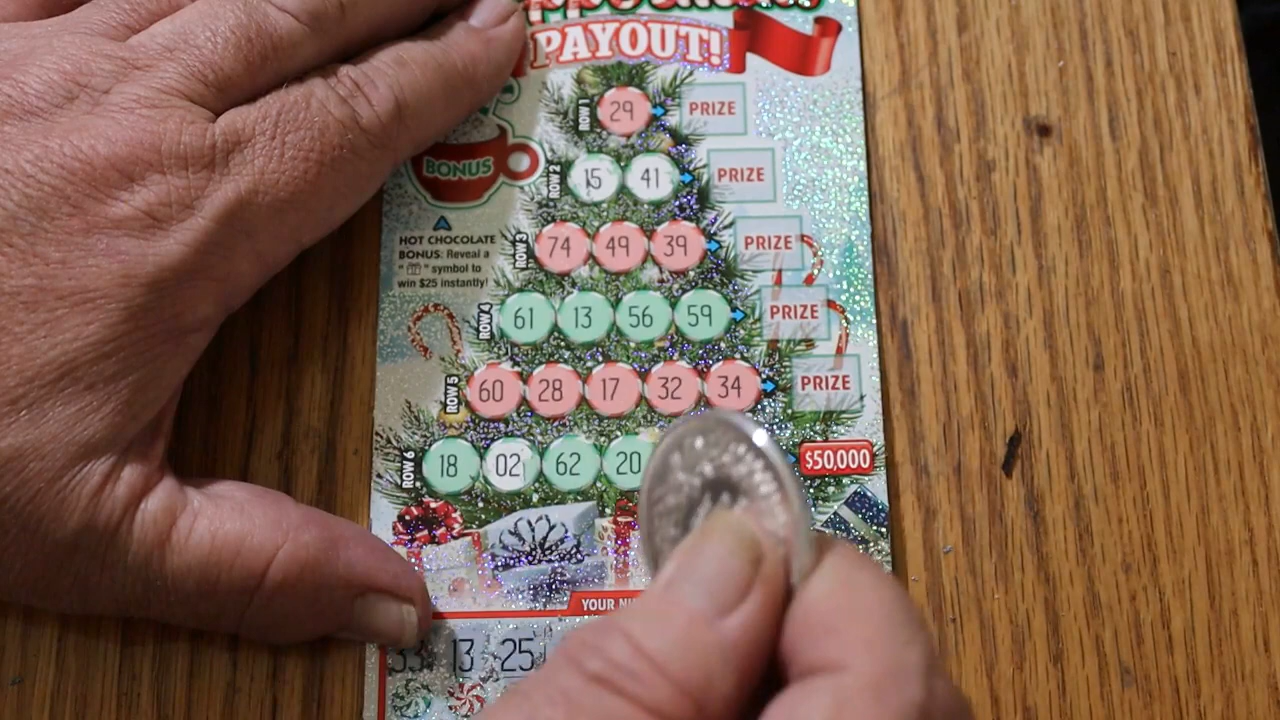 PAYOUT!
ROW 1 29 PRIZE
BONUS
ROW 2 15 41 PRIZE
HOT CHOCOLATE
BONUS: Reveal a
" " symbol to
win $25 instantly!
ROW 3 74 49 39 PRIZE
ROW 4 61 13 56 59 PRIZE
ROW 5 60 28 17 32 34 PRIZE
ROW 6 18 02 62 20 $50,000
YOUR
33 13 25